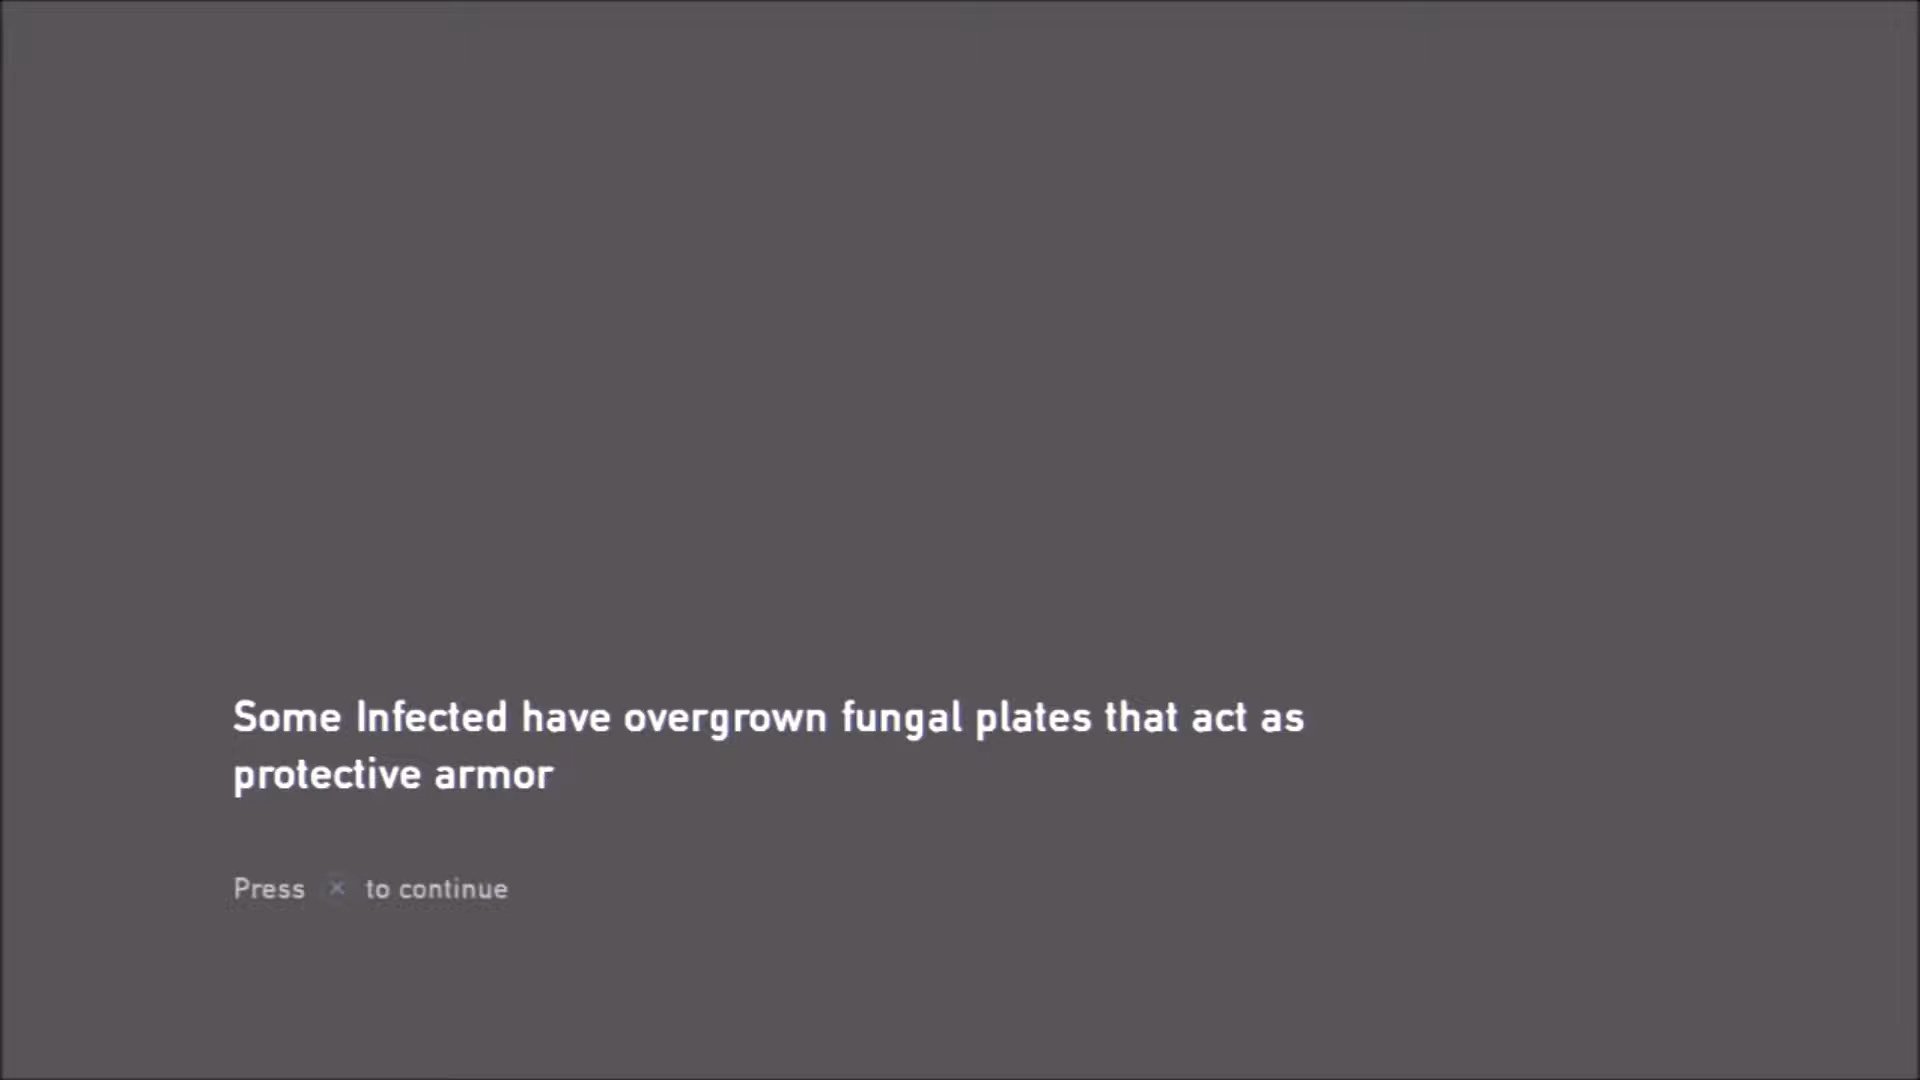 Some Infected have overgrown fungal plates that act as
protective armor
Press × to continue